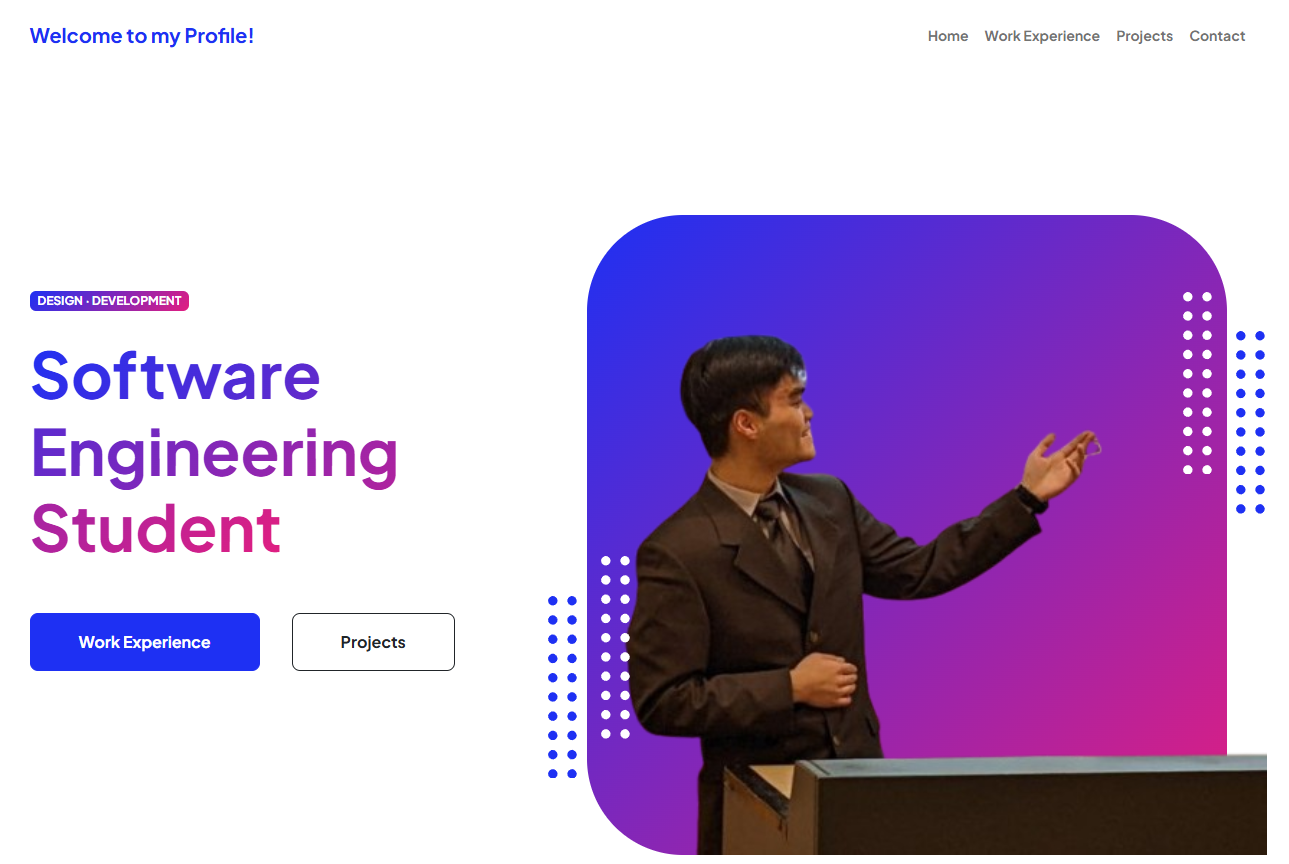 Welcome to my Profile!
Home Work Experience Projects Contact
DESIGN · DEVELOPMENT
Software
Engineering
Student
Work Experience
Projects